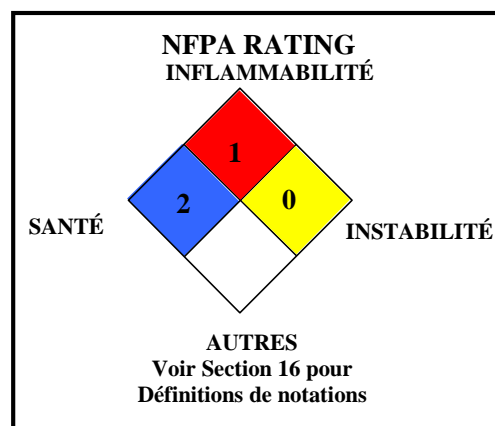 NFPA RATING
INFLAMMABILITÉ
1
2
0
SANTÉ
INSTABILITÉ
AUTRES
Voir Section 16 pour
Définitions de notations